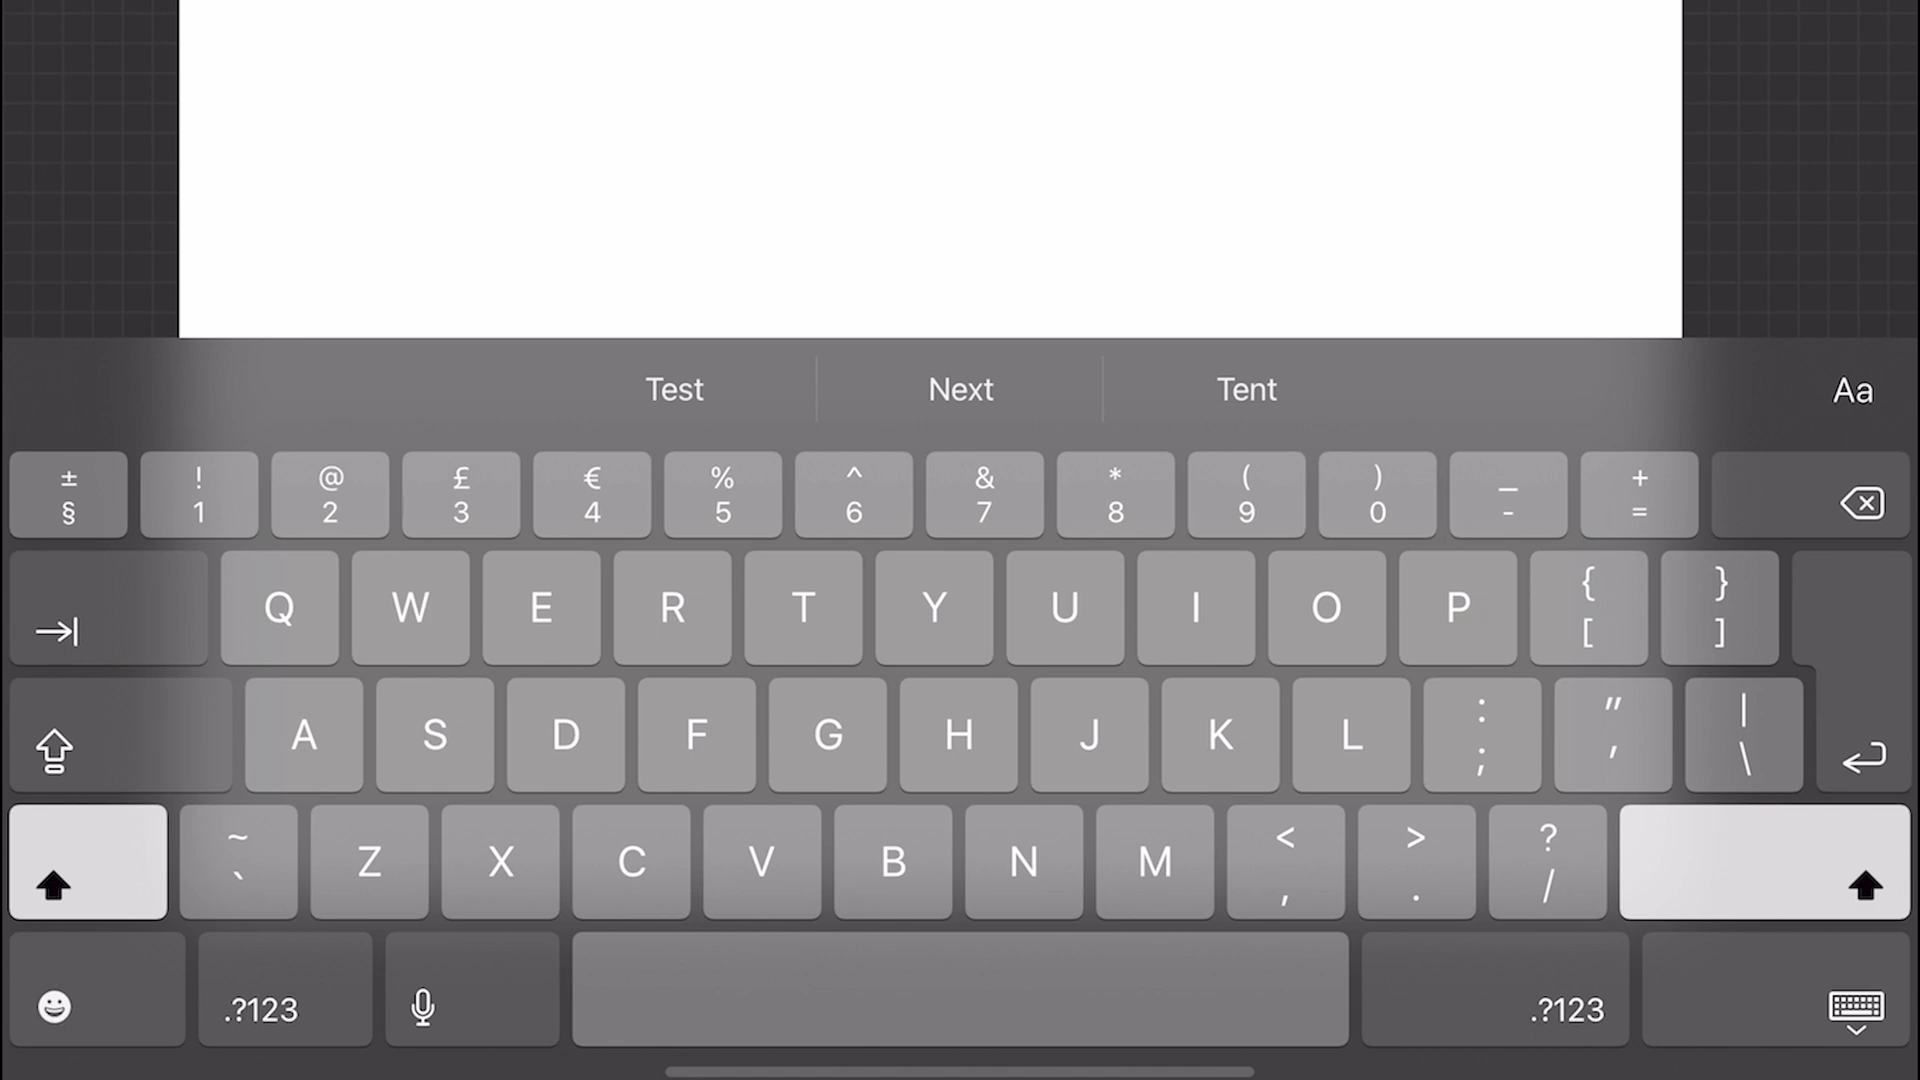 Test Next Tent Aa
± ! @ £ € % ^ & * ( ) _ +
§ 1 2 3 4 5 6 7 8 9 0 - =
Q W E R T Y U I O P { }
[ ]
A S D F G H J K L : " |
; ' \
~ Z X C V B N M < > ?
` , . /
.?123 .?123